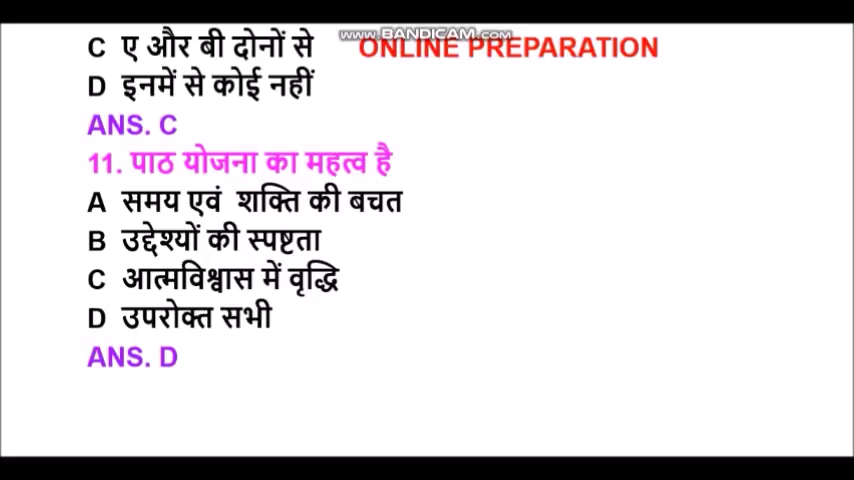 www.BANDICAM.com
C ए और बी दोनों से ONLINE PREPARATION
D इनमें से कोई नहीं
ANS. C
11. पाठ योजना का महत्व है
A समय एवं शक्ति की बचत
B उद्देश्यों की स्पष्टता
C आत्मविश्वास में वृद्धि
D उपरोक्त सभी
ANS. D